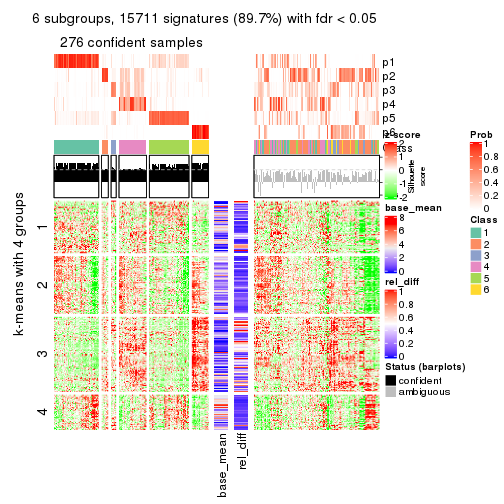 6 subgroups, 15711 signatures (89.7%) with fdr < 0.05
276 confident samples
p1
p2
p3
p4
p5
p6
Class
Silhouette
score
k-means with 4 groups
1
2
3
4
base_mean
rel_diff
z-score
2
1
0
-1
-2
base_mean
8
6
4
2
0
rel_diff
1
0.8
0.6
0.4
0.2
0
Status (barplots)
confident
ambiguous
Prob
1
0.8
0.6
0.4
0.2
0
Class
1
2
3
4
5
6